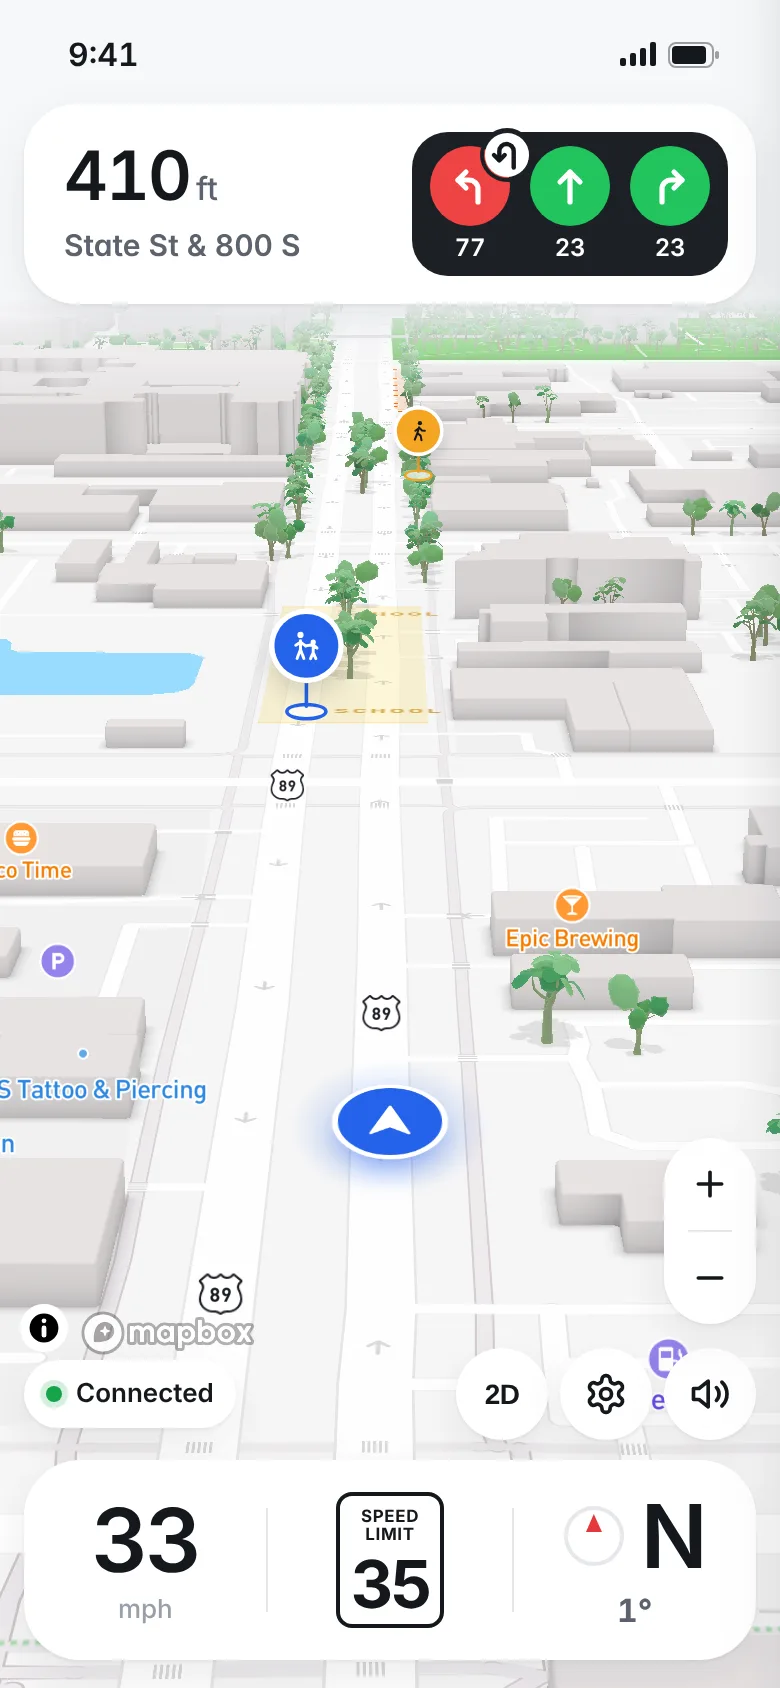 9:41
410 ft
State St & 800 S
77 23 23
SCHOOL
SCHOOL
89
co Time
P
Epic Brewing
89
S Tattoo & Piercing
n
89
mapbox
Connected
2D
e
33
mph
SPEED
LIMIT
35
N
1°